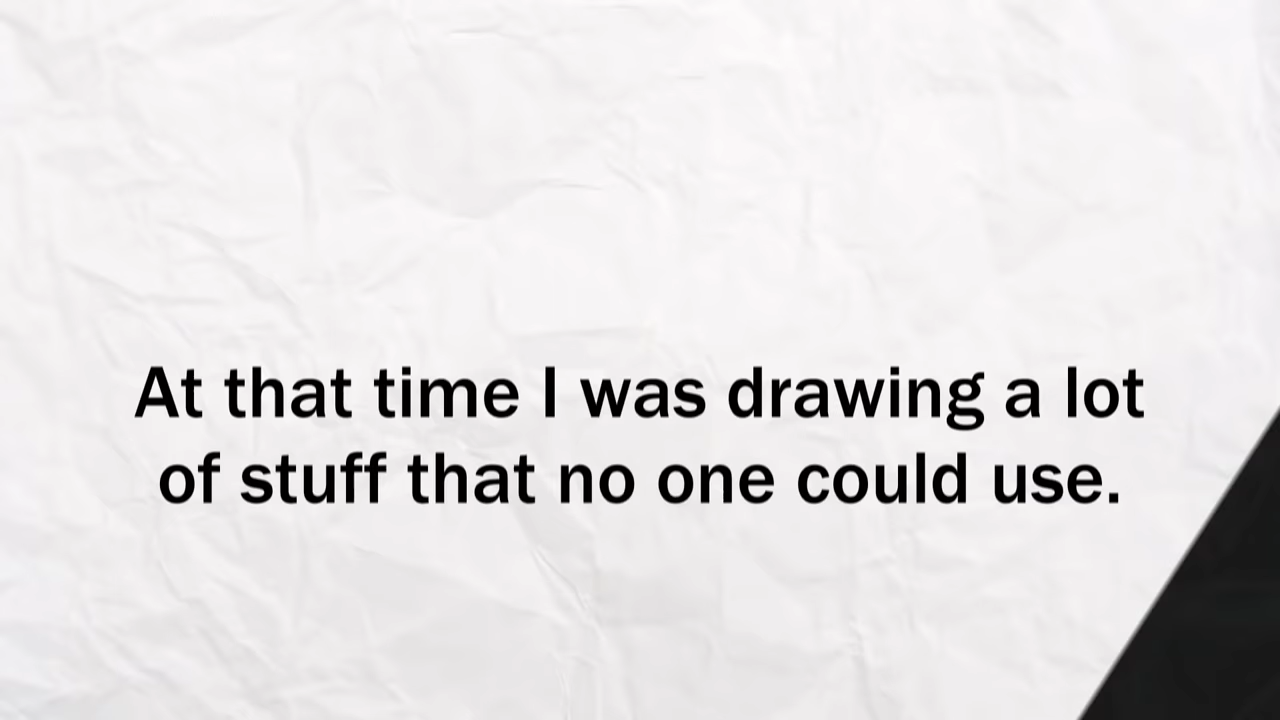 At that time I was drawing a lot
of stuff that no one could use.